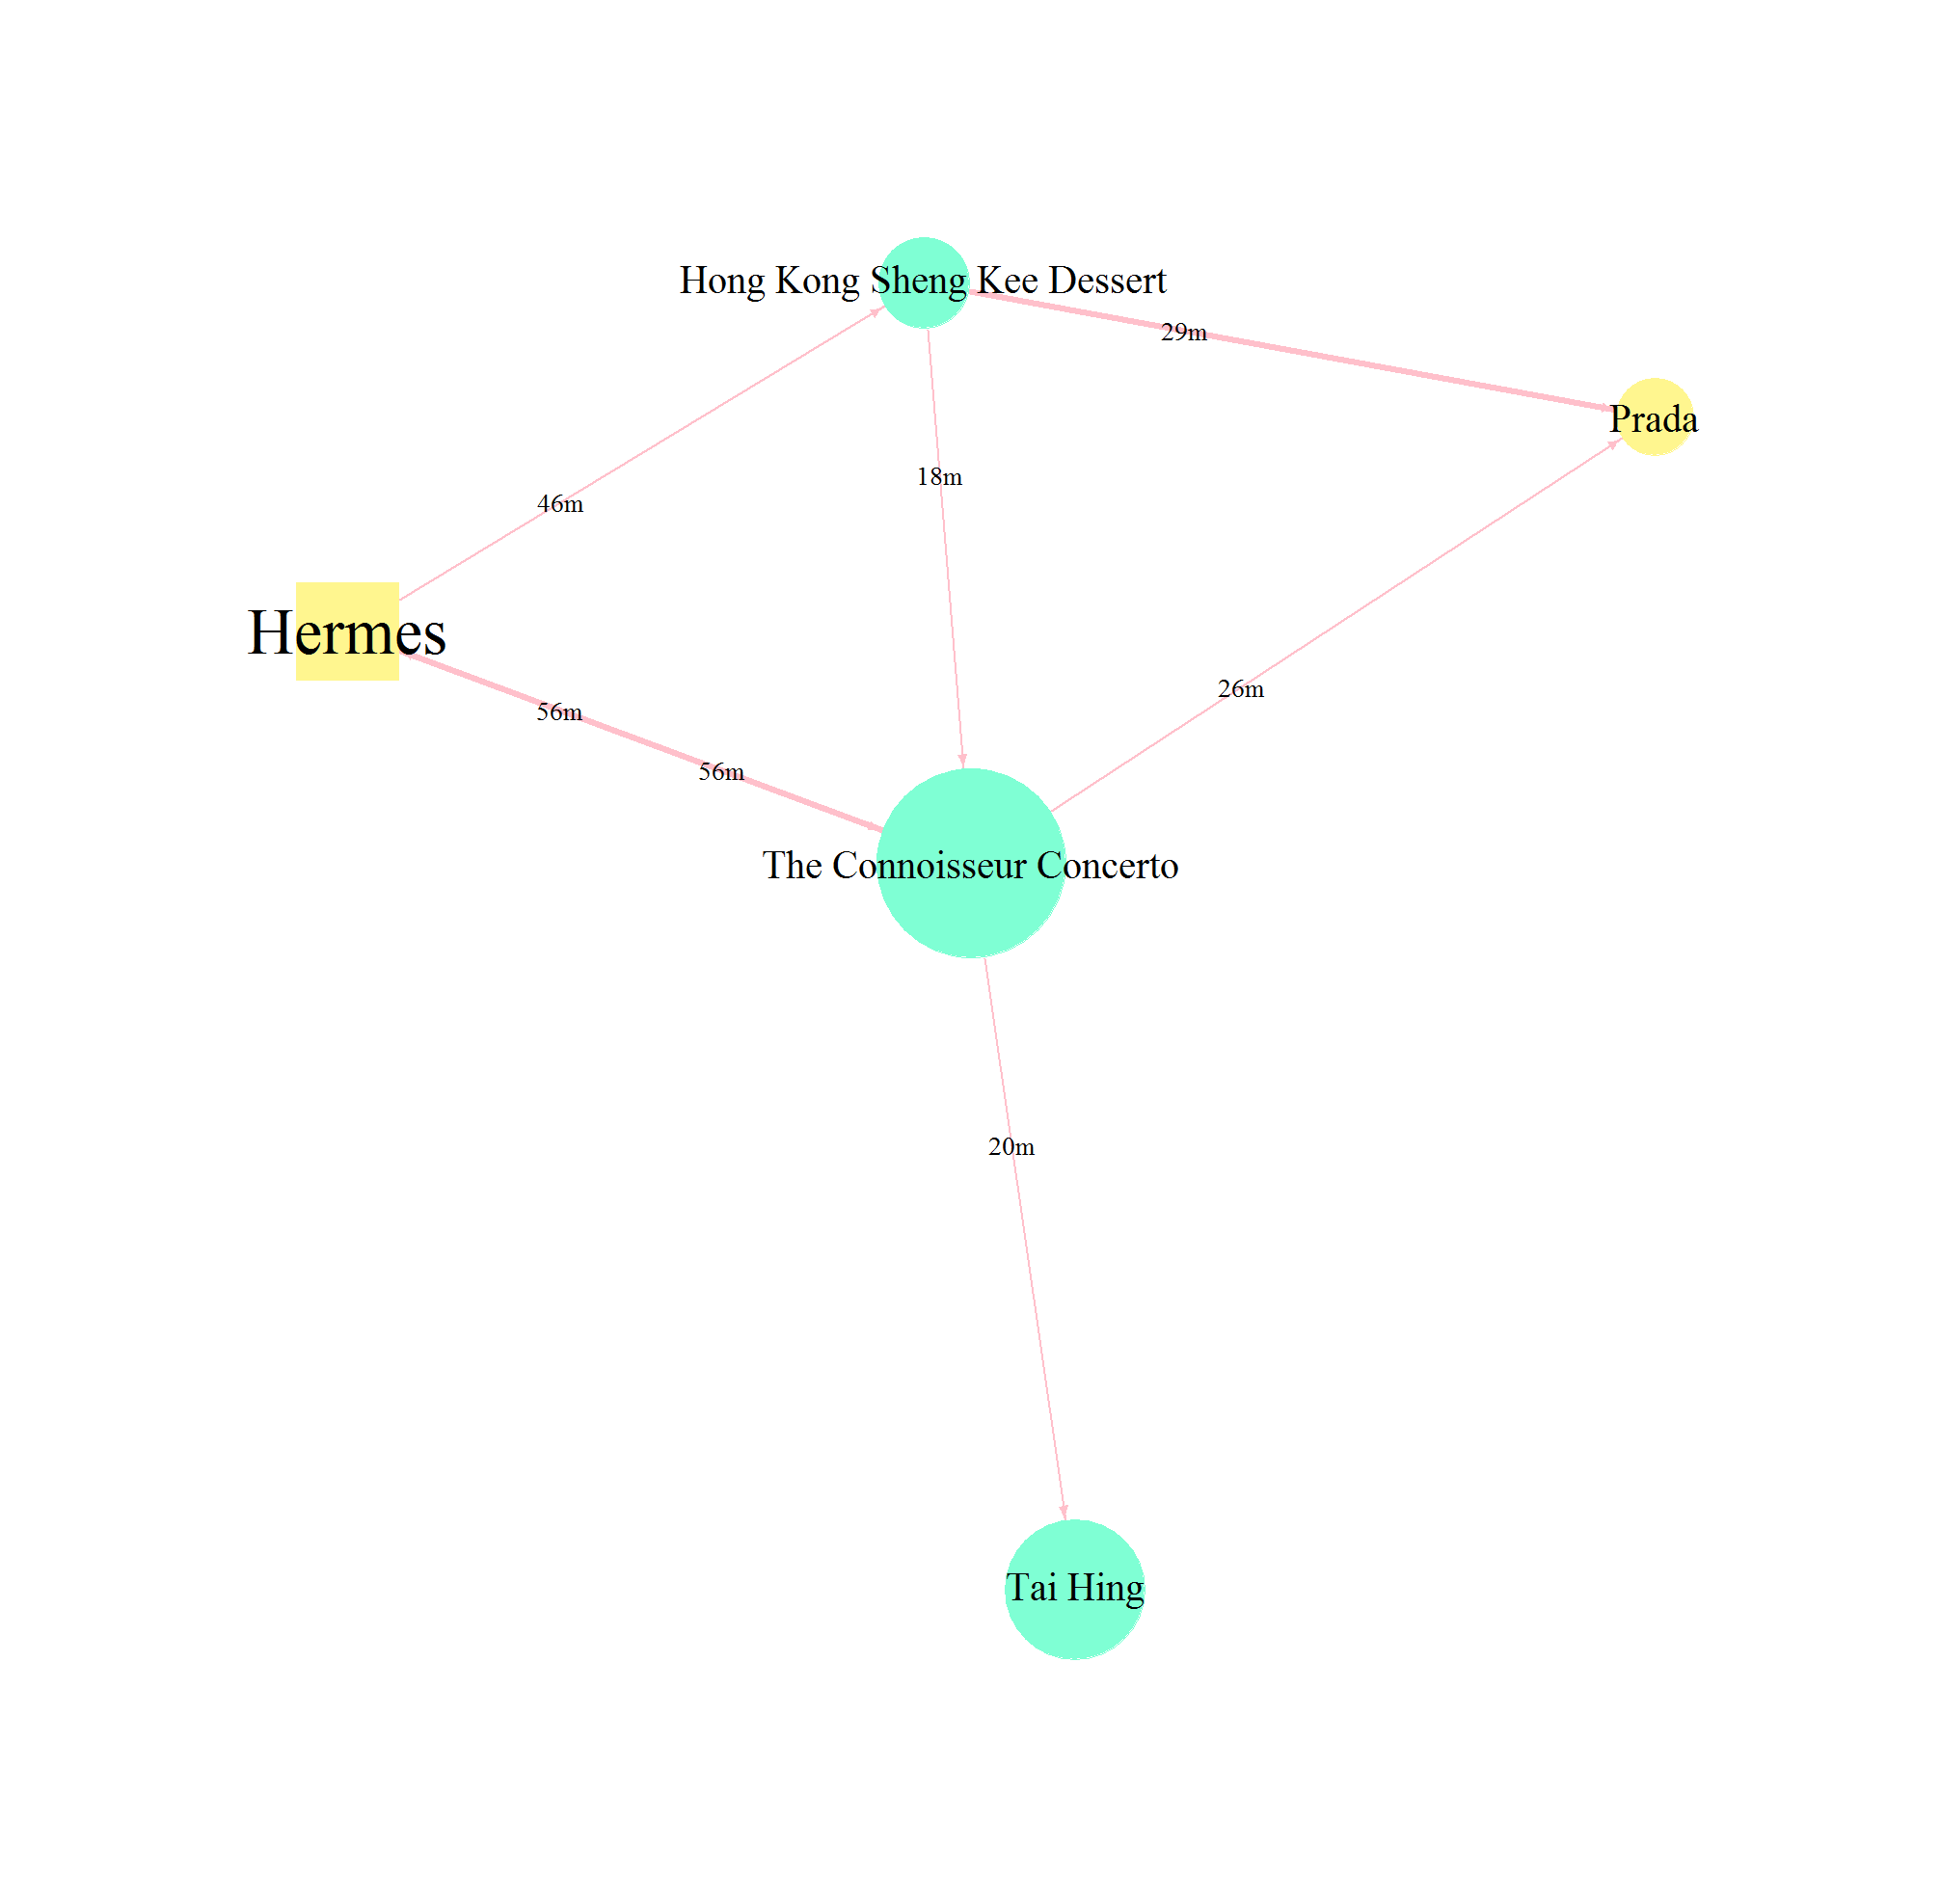 Hong Kong Sheng Kee Dessert
29m
Prada
18m
46m
Hermes
26m
56m
56m
The Connoisseur Concerto
20m
Tai Hing